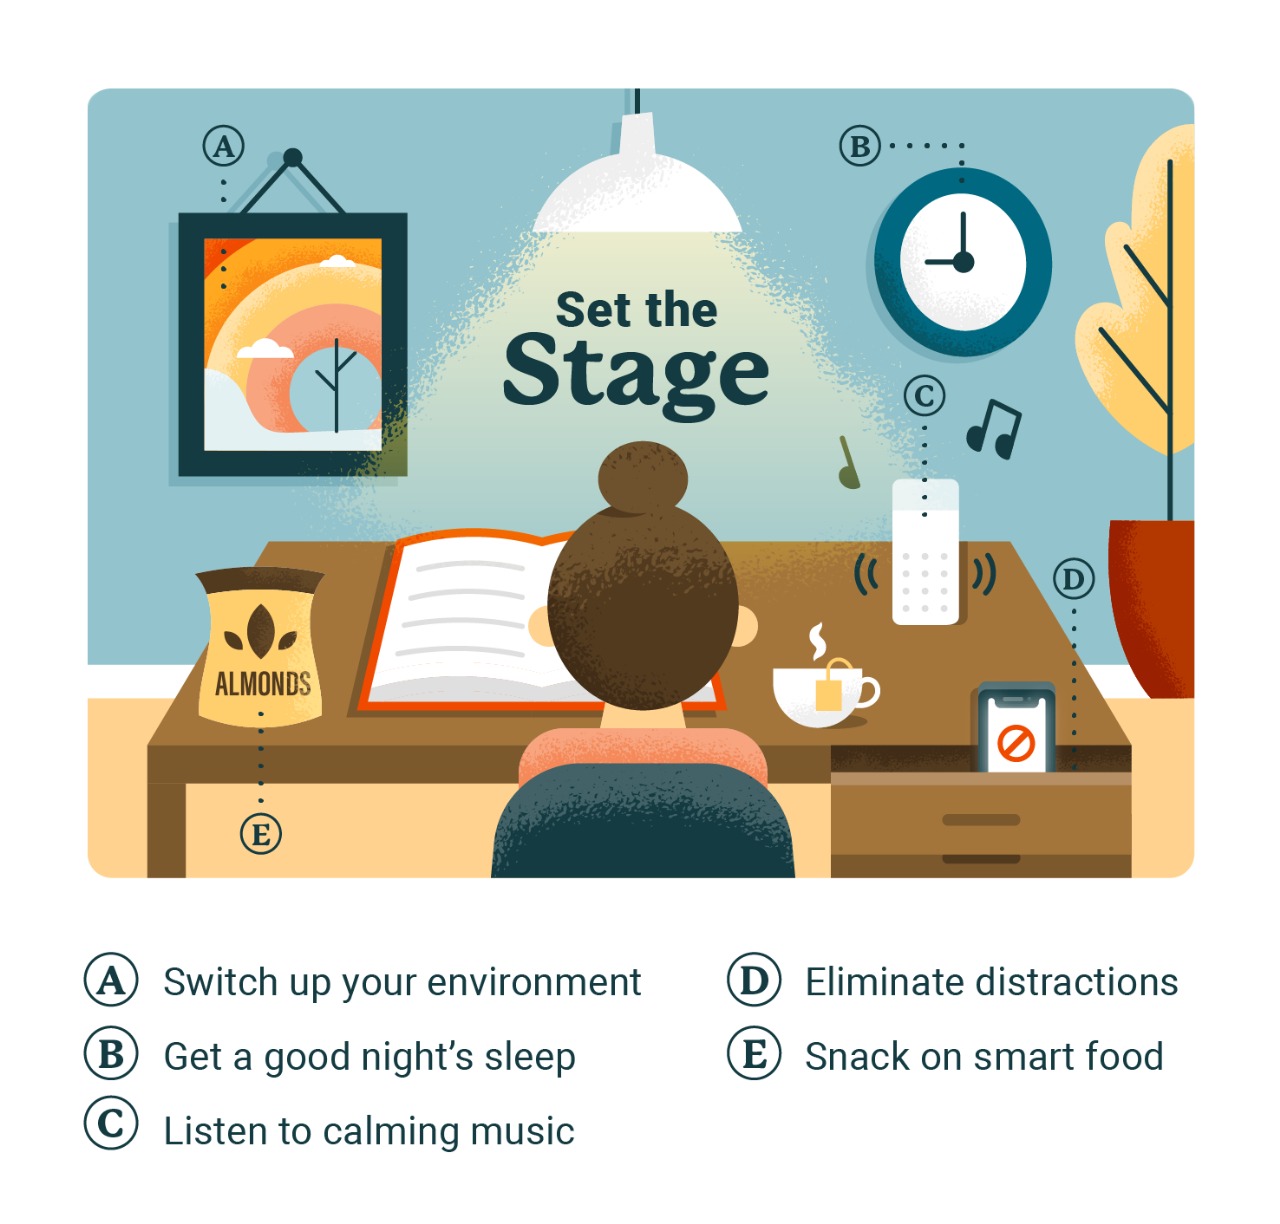 A
B
Set the
Stage
C
D
ALMONDS
E
A Switch up your environment
B Get a good night’s sleep
C Listen to calming music
D Eliminate distractions
E Snack on smart food